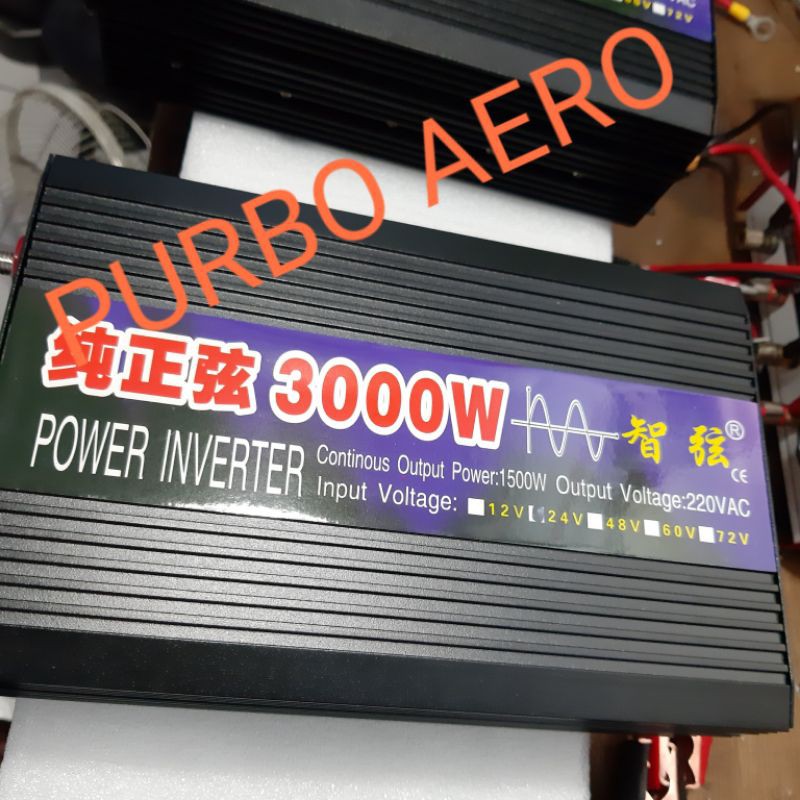 72V
PURBO AERO
纯正弦 3000W 智弦®
POWER INVERTER
Continous Output Power:1500W Output Voltage:220VAC
Input Voltage: 12V 24V 48V 60V 72V
CE